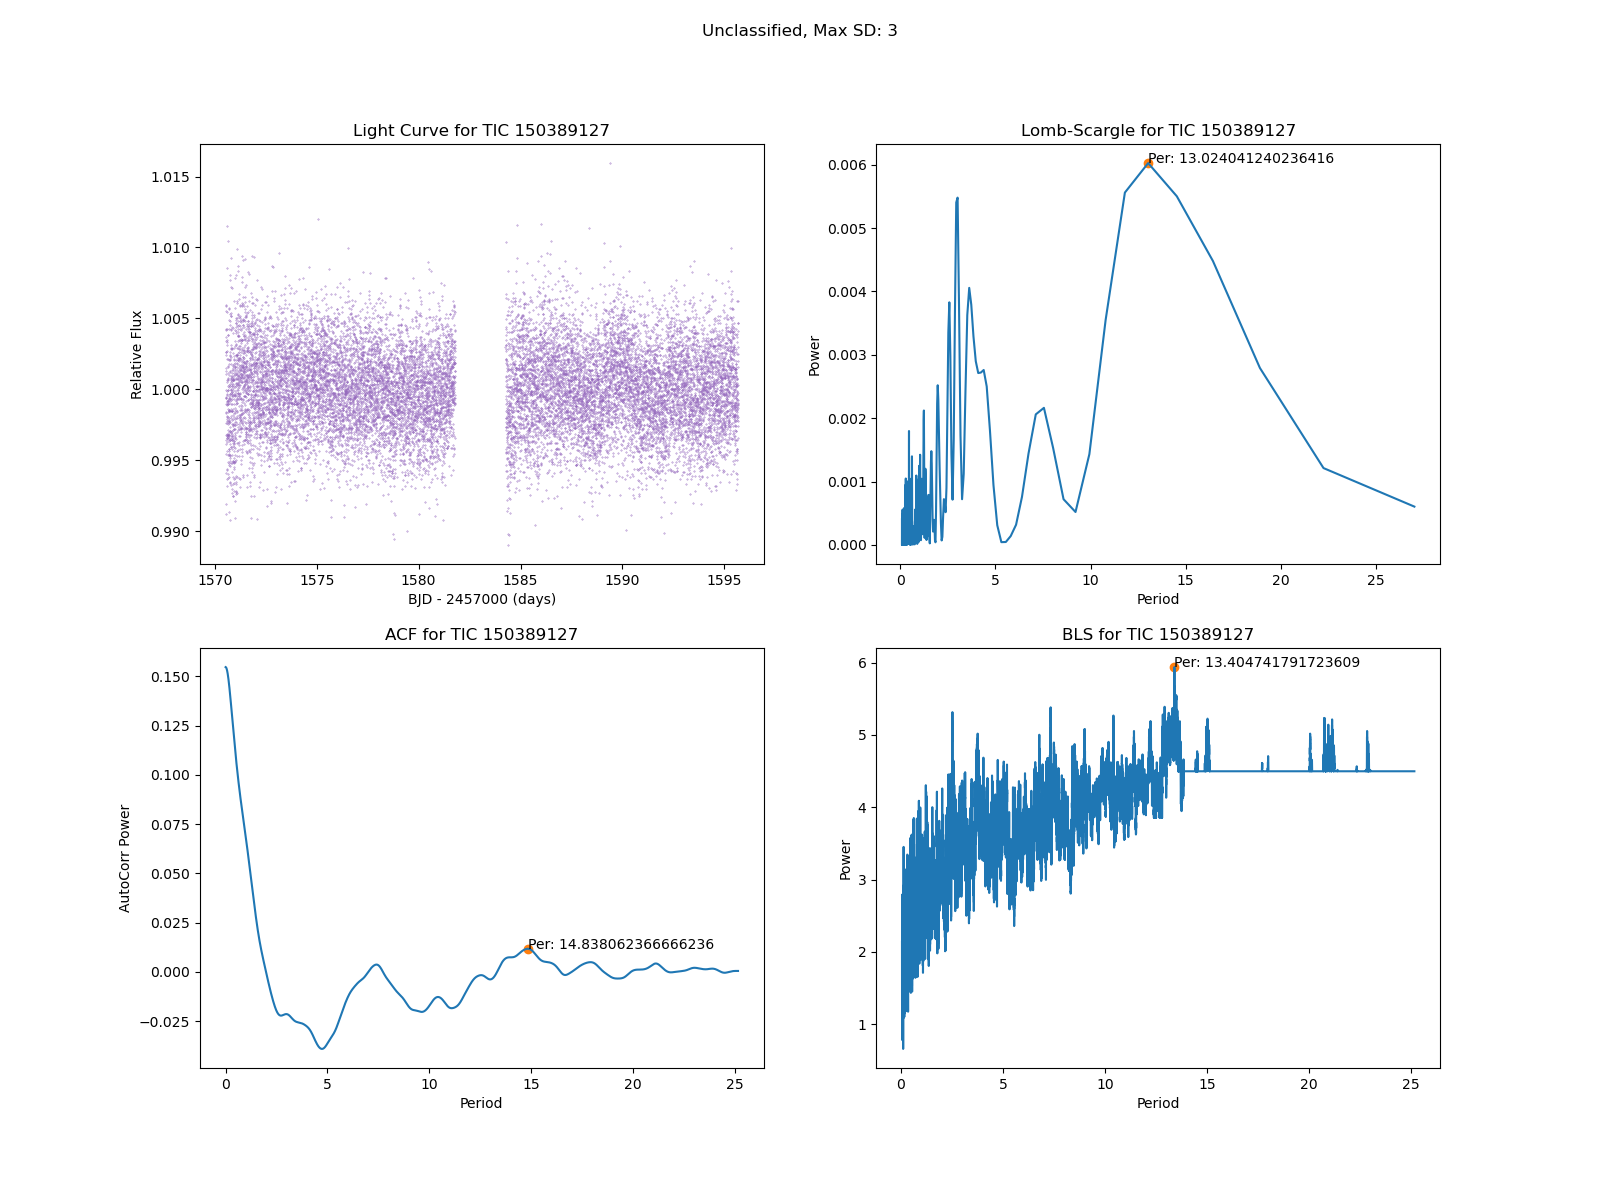 Unclassified, Max SD: 3
Light Curve for TIC 150389127
Relative Flux
1.015
1.010
1.005
1.000
0.995
0.990
1570 1575 1580 1585 1590 1595
BJD - 2457000 (days)
Lomb-Scargle for TIC 150389127
Per: 13.024041240236416
Power
0.006
0.005
0.004
0.003
0.002
0.001
0.000
0 5 10 15 20 25
Period
ACF for TIC 150389127
Per: 14.838062366666236
AutoCorr Power
0.150
0.125
0.100
0.075
0.050
0.025
0.000
−0.025
0 5 10 15 20 25
Period
BLS for TIC 150389127
Per: 13.404741791723609
Power
6
5
4
3
2
1
0 5 10 15 20 25
Period